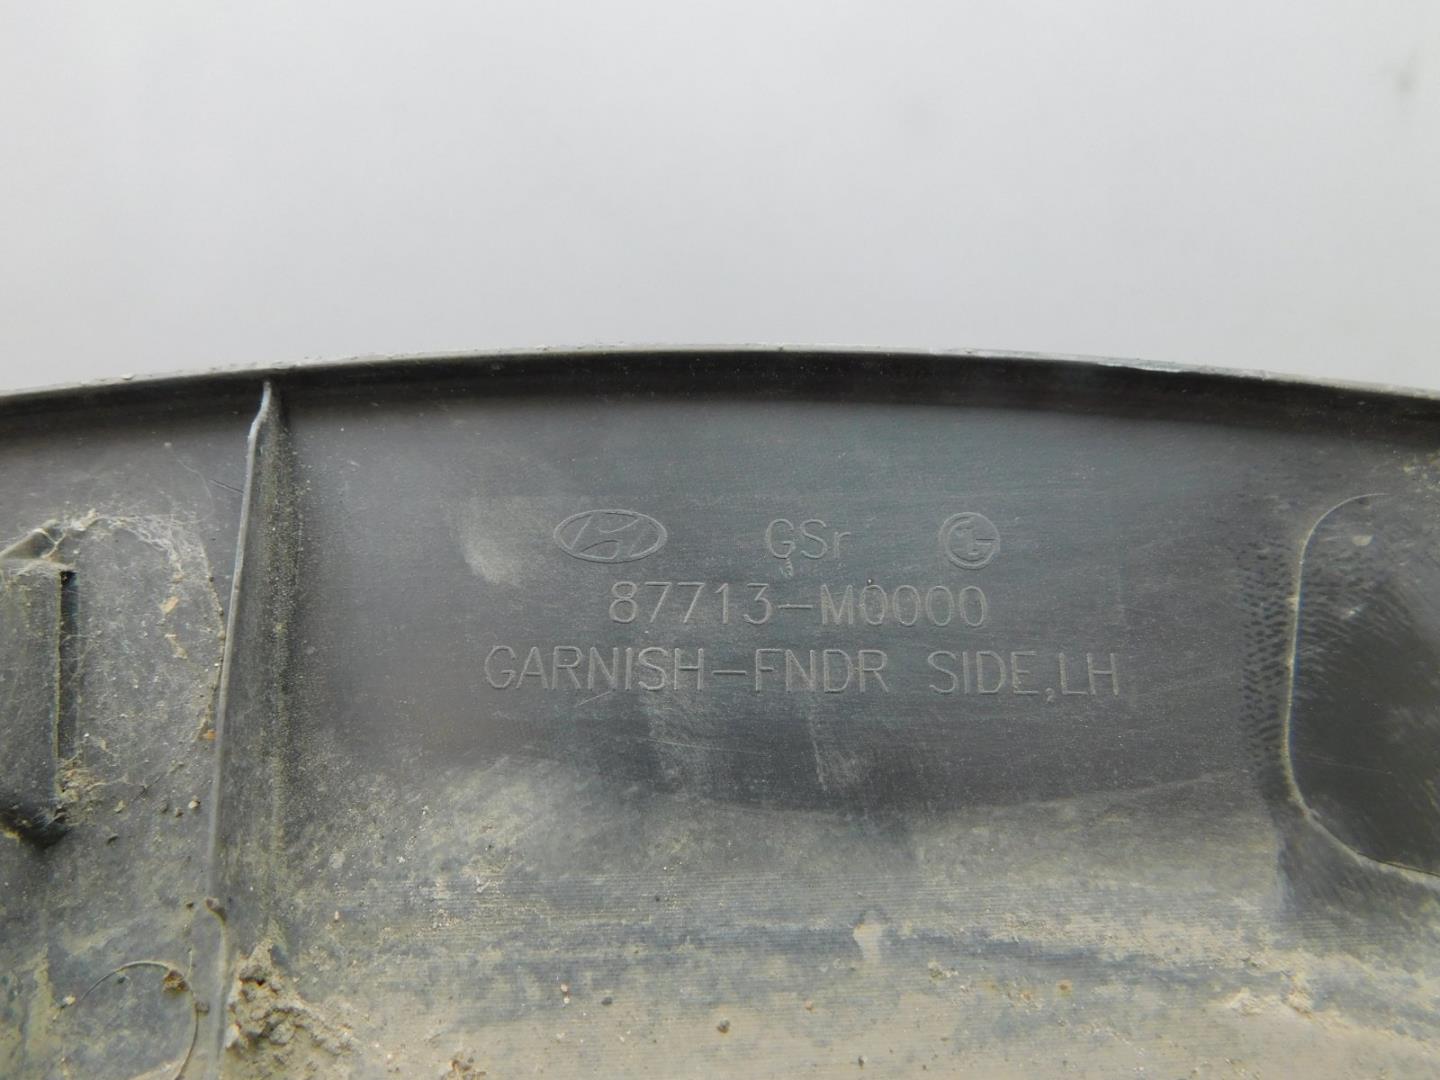 GSr
87713-M0000
GARNISH-FNDR SIDE,LH